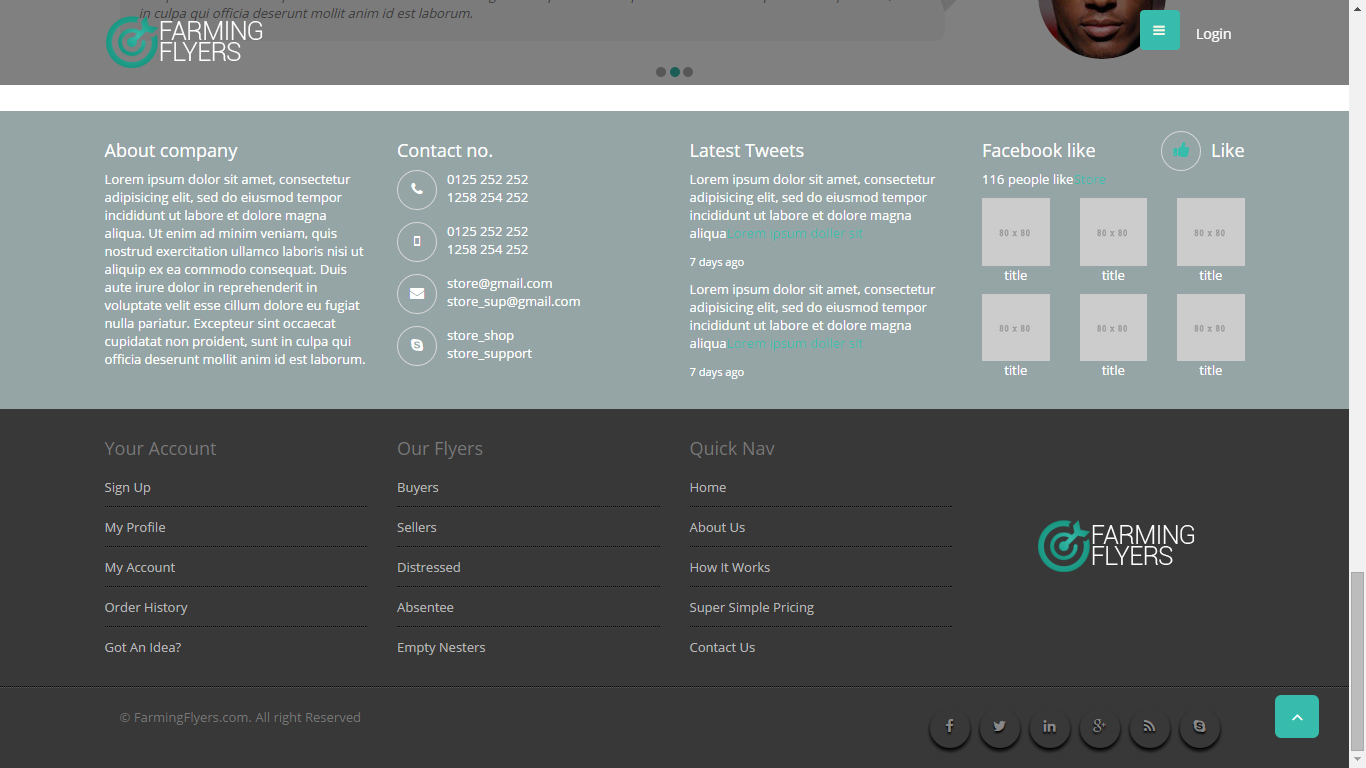 in culpa qui officia deserunt mollit anim id est laborum.
FARMING
FLYERS
Login
About company
Lorem ipsum dolor sit amet, consectetur
adipisicing elit, sed do eiusmod tempor
incididunt ut labore et dolore magna
aliqua. Ut enim ad minim veniam, quis
nostrud exercitation ullamco laboris nisi ut
aliquip ex ea commodo consequat. Duis
aute irure dolor in reprehenderit in
voluptate velit esse cillum dolore eu fugiat
nulla pariatur. Excepteur sint occaecat
cupidatat non proident, sunt in culpa qui
officia deserunt mollit anim id est laborum.
Contact no.
0125 252 252
1258 254 252
0125 252 252
1258 254 252
store@gmail.com
store_sup@gmail.com
store_shop
store_support
Latest Tweets
Lorem ipsum dolor sit amet, consectetur
adipisicing elit, sed do eiusmod tempor
incididunt ut labore et dolore magna
aliquaLorem ipsum doller sit
7 days ago
Lorem ipsum dolor sit amet, consectetur
adipisicing elit, sed do eiusmod tempor
incididunt ut labore et dolore magna
aliquaLorem ipsum doller sit
7 days ago
Facebook like
Like
116 people like Store
80 x 80 80 x 80 80 x 80
title title title
80 x 80 80 x 80 80 x 80
title title title
Your Account
Sign Up
My Profile
My Account
Order History
Got An Idea?
Our Flyers
Buyers
Sellers
Distressed
Absentee
Empty Nesters
Quick Nav
Home
About Us
How It Works
Super Simple Pricing
Contact Us
FARMING
FLYERS
© FarmingFlyers.com. All right Reserved